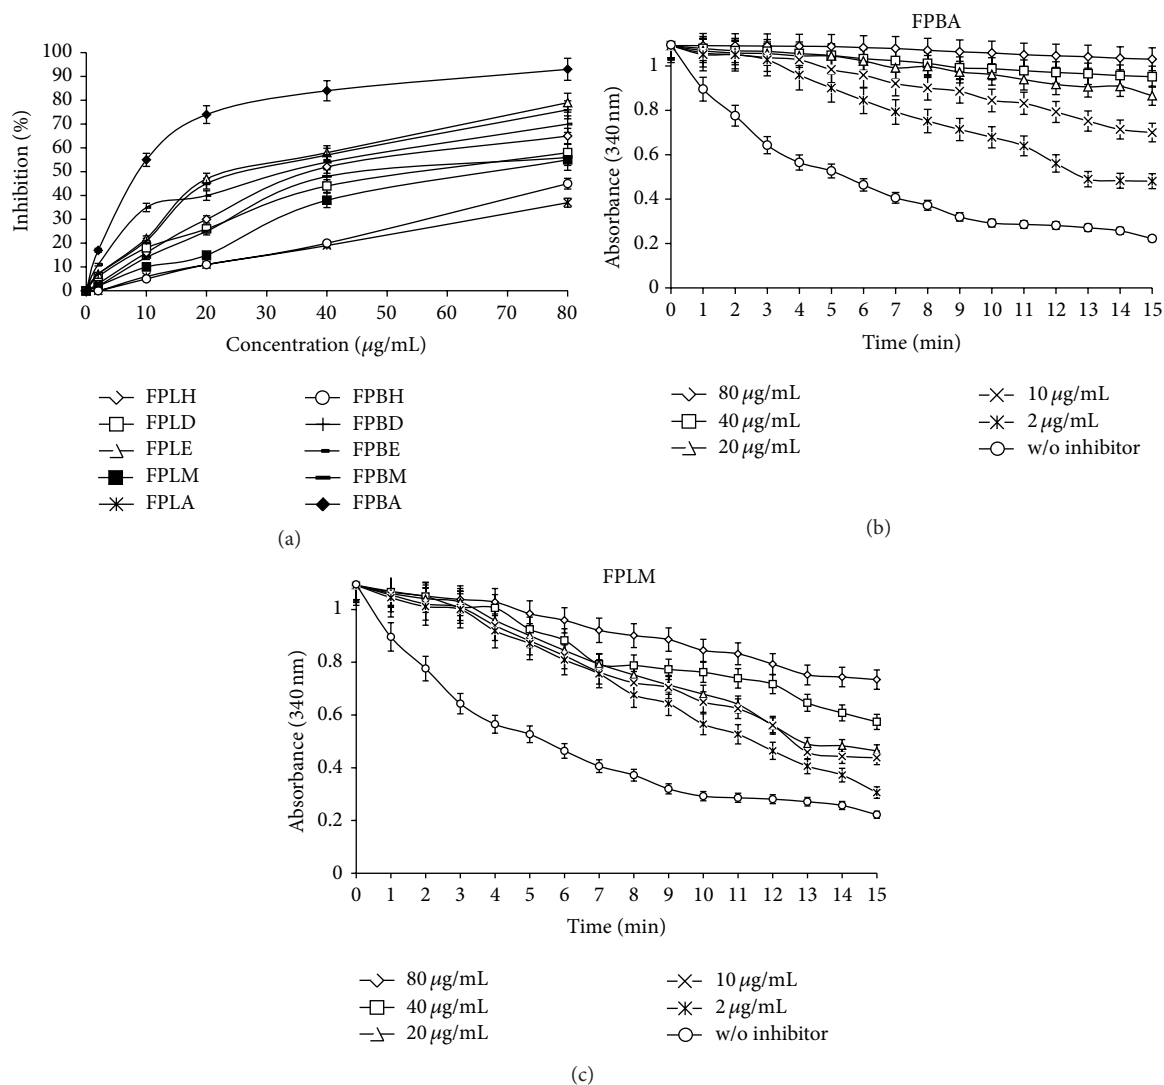 100
90
80
70
60
50
40
30
20
10
0
Inhibition (%)
0 10 20 40 80
Concentration (μg/mL)
FPLH FPBH
FPLD FPBD
FPLE FPBE
FPLM FPBM
FPLA FPBA
(a)
FPBA
1
0.8
0.6
0.4
0.2
0
Absorbance (340 nm)
0 1 2 3 4 5 6 7 8 9 10 11 12 13 14 15
Time (min)
80 μg/mL 10 μg/mL
40 μg/mL 2 μg/mL
20 μg/mL w/o inhibitor
(b)
FPLM
1
0.8
0.6
0.4
0.2
0
Absorbance (340 nm)
0 1 2 3 4 5 6 7 8 9 10 11 12 13 14 15
Time (min)
80 μg/mL 10 μg/mL
40 μg/mL 2 μg/mL
20 μg/mL w/o inhibitor
(c)